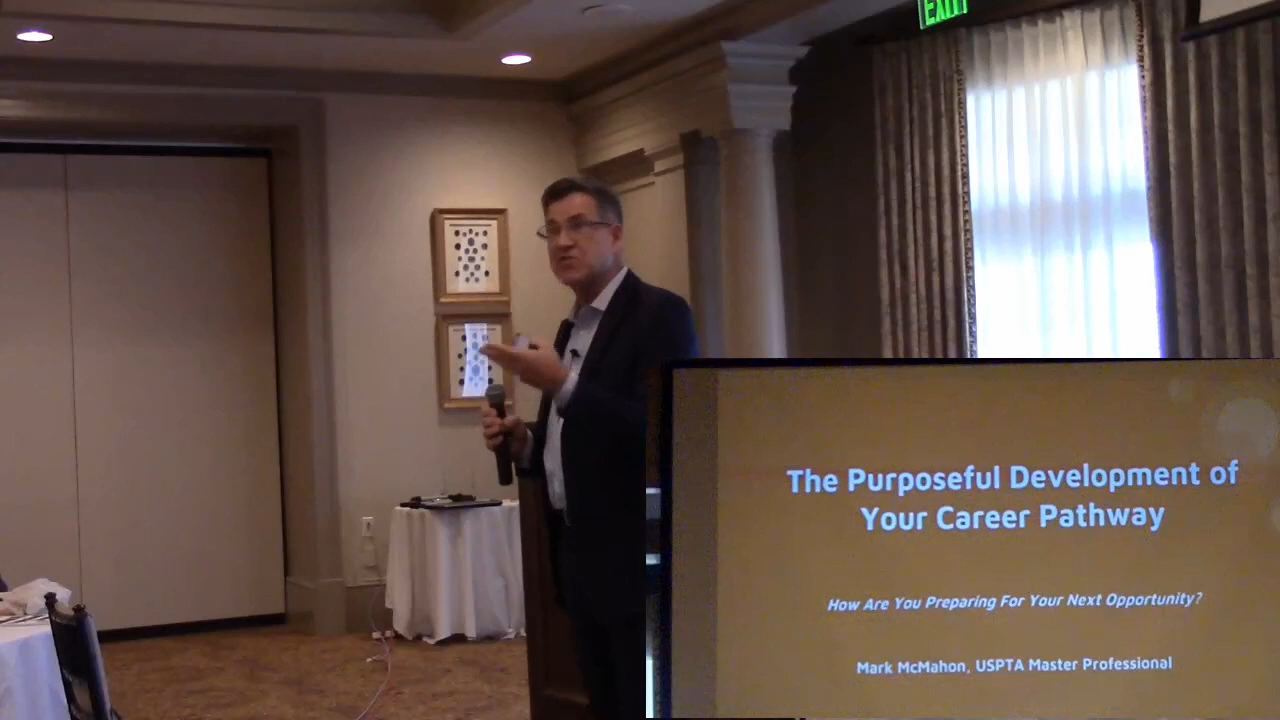 EXIT
The Purposeful Development of
Your Career Pathway
How Are You Preparing For Your Next Opportunity?
Mark McMahon, USPTA Master Professional